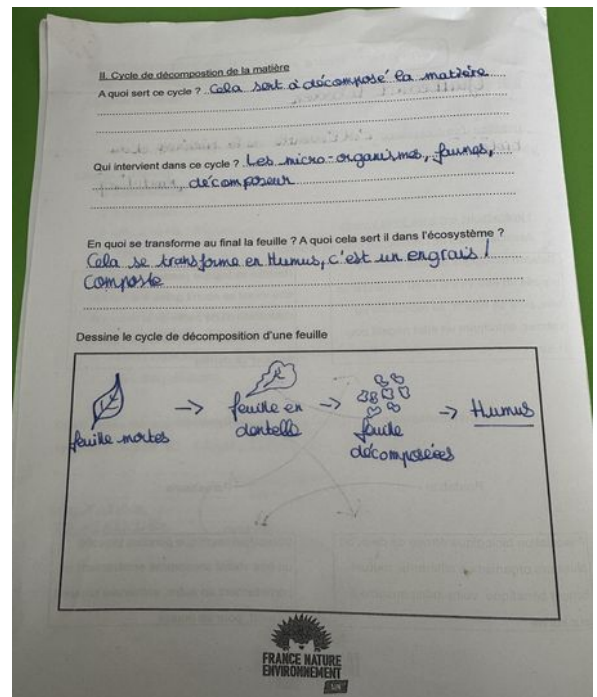 II. Cycle de décompostion de la matière
A quoi sert ce cycle ? Cela sert à décomposé la matière
Qui intervient dans ce cycle ? Les micro-organismes, faunes,
décomposeur
En quoi se transforme au final la feuille ? A quoi cela sert il dans l'écosystème ?
Cela se transforme en Humus, c'est un engrais /
composte
Dessine le cycle de décomposition d'une feuille
feuille mortes
-> feuille en
dentelle
-> feuile
décomposées
-> Humus
FRANCE NATURE
ENVIRONNEMENT